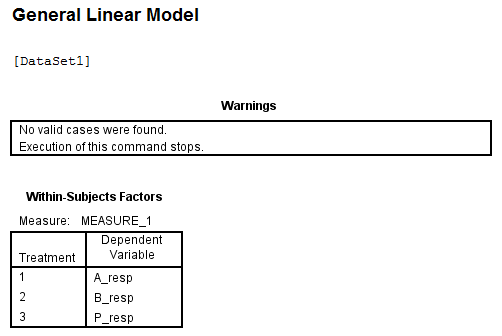 General Linear Model
[DataSet1]
Warnings
No valid cases were found.
Execution of this command stops.
Within-Subjects Factors
Measure: MEASURE_1
Treatment Dependent Variable
1 A_resp
2 B_resp
3 P_resp